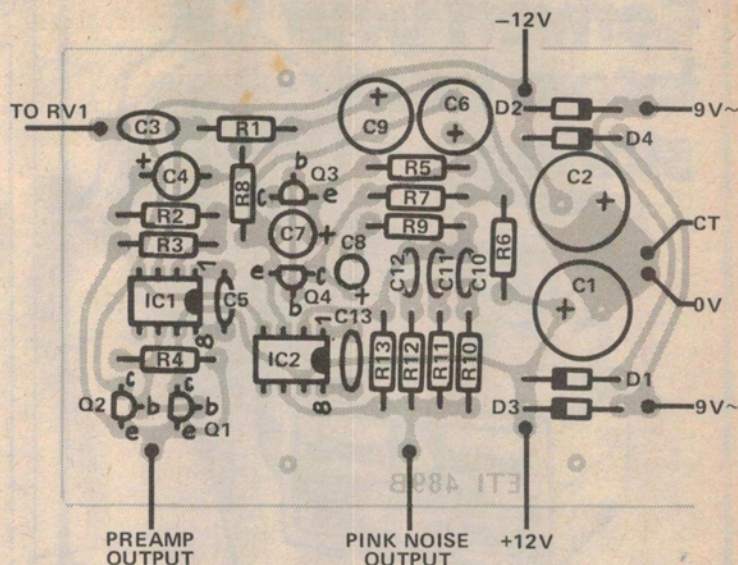 −12V
TO RV1
C3
R1
C9
C6
D2
9V~
D4
C4
R8
b
Q3
c
e
R5
C2
R2
R7
C7
R3
R9
C8
R6
CT
1
e
c
Q4
b
C12
C11
C10
C1
0V
IC1
C5
8
1
C13
R4
IC2
R13
R12
R11
R10
D1
c
c
Q2
b
b
Q1
e
e
8
D3
9V~
ETI 489B
PREAMP
OUTPUT
PINK NOISE
OUTPUT
+12V